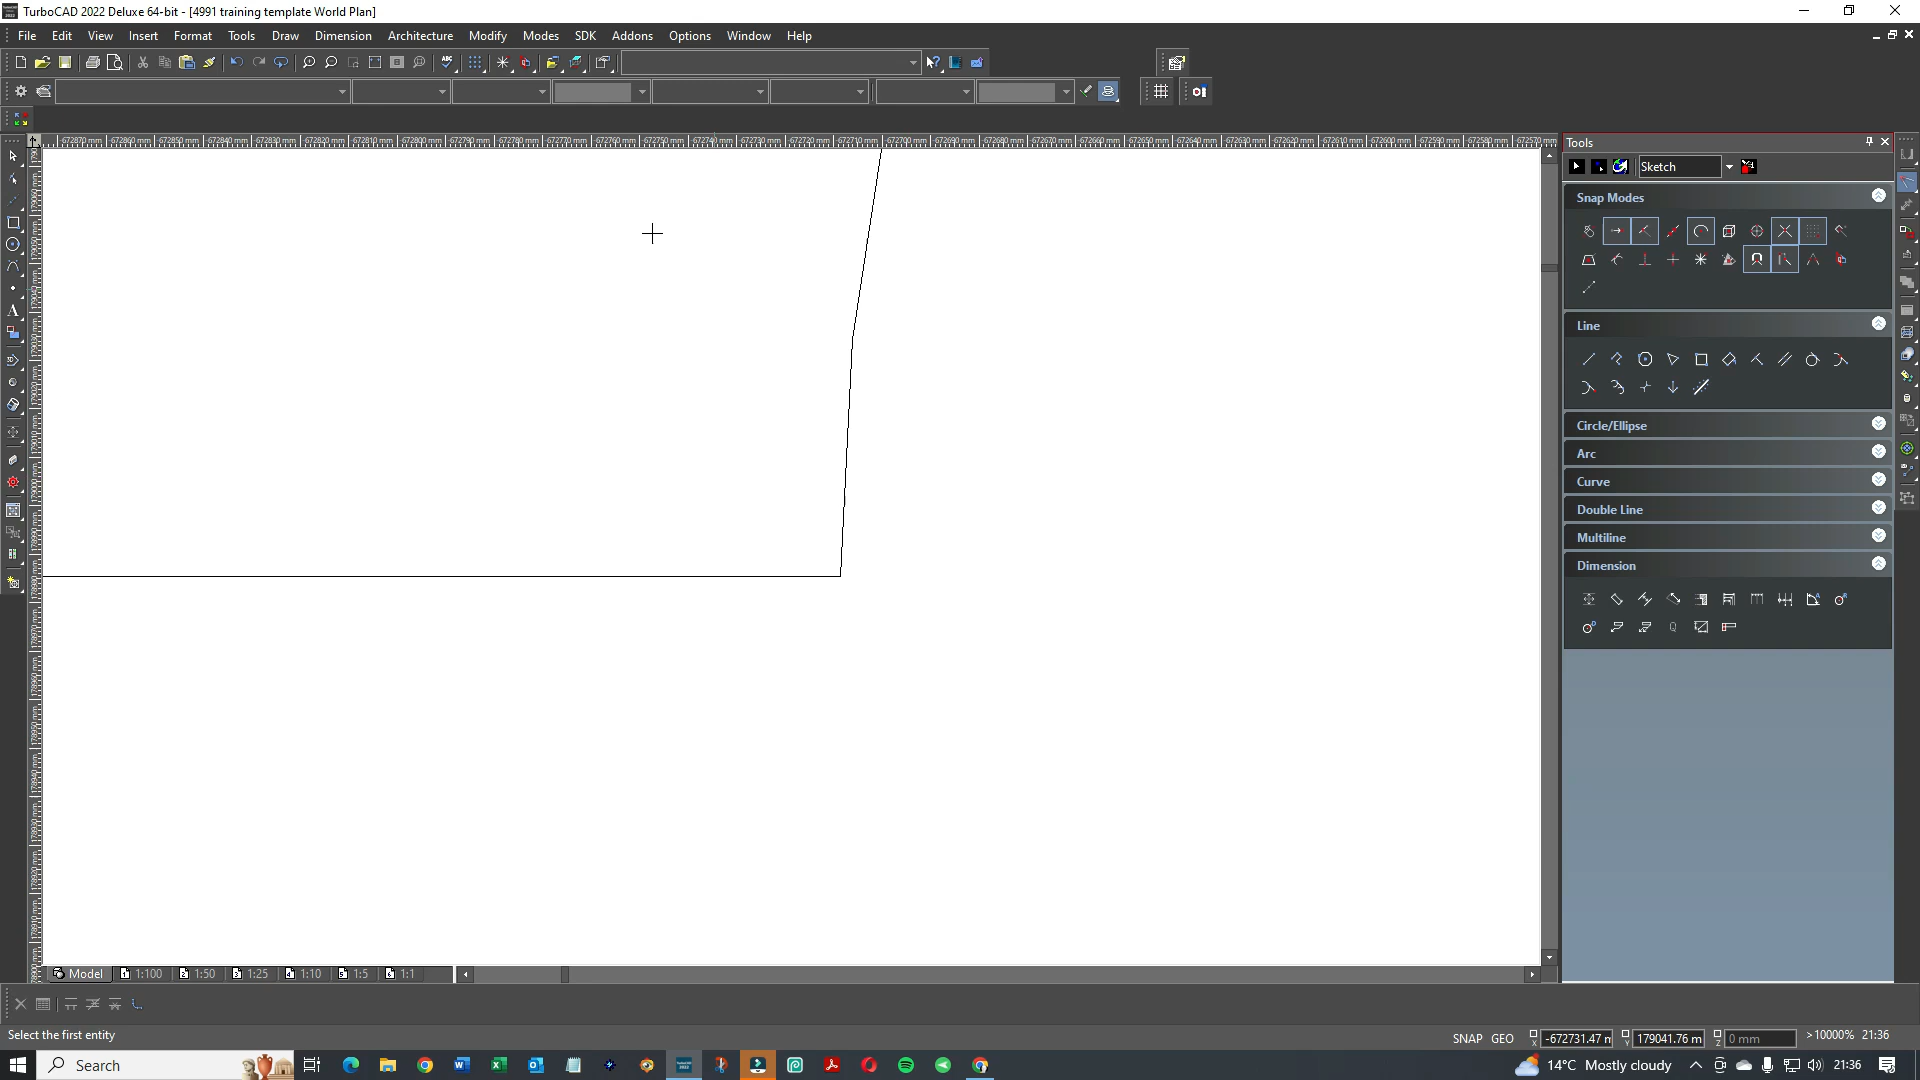 TurboCAD 2022 Deluxe 64-bit - [4991 training template World Plan]
File Edit View Insert Format Tools Draw Dimension Architecture Modify Modes SDK Addons Options Window Help
Tools
Sketch
Snap Modes
Line
Circle/Ellipse
Arc
Curve
Double Line
Multiline
Dimension
Model 1:100 1:50 1:25 1:10 1:5 1:1
Select the first entity
SNAP GEO -672731.47 m 179041.76 m 0 mm >10000% 21:36
Search 14°C Mostly cloudy 21:36